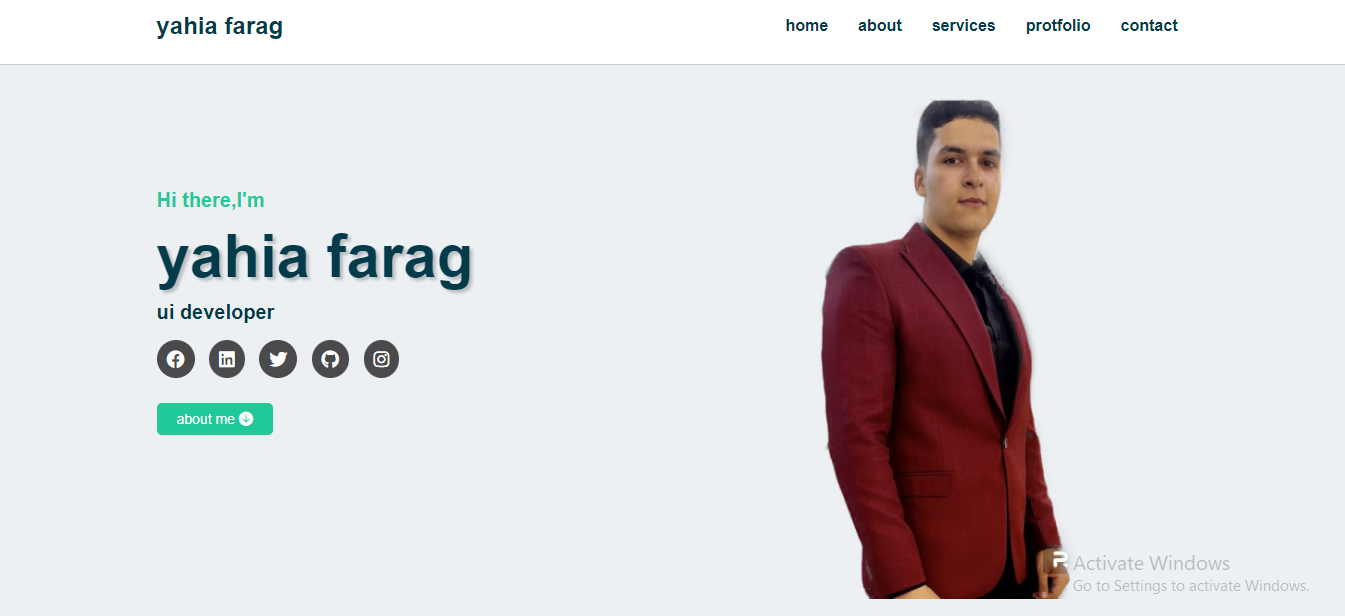 yahia farag
home about services protfolio contact
Hi there,I'm
yahia farag
ui developer
about me
Activate Windows
Go to Settings to activate Windows.